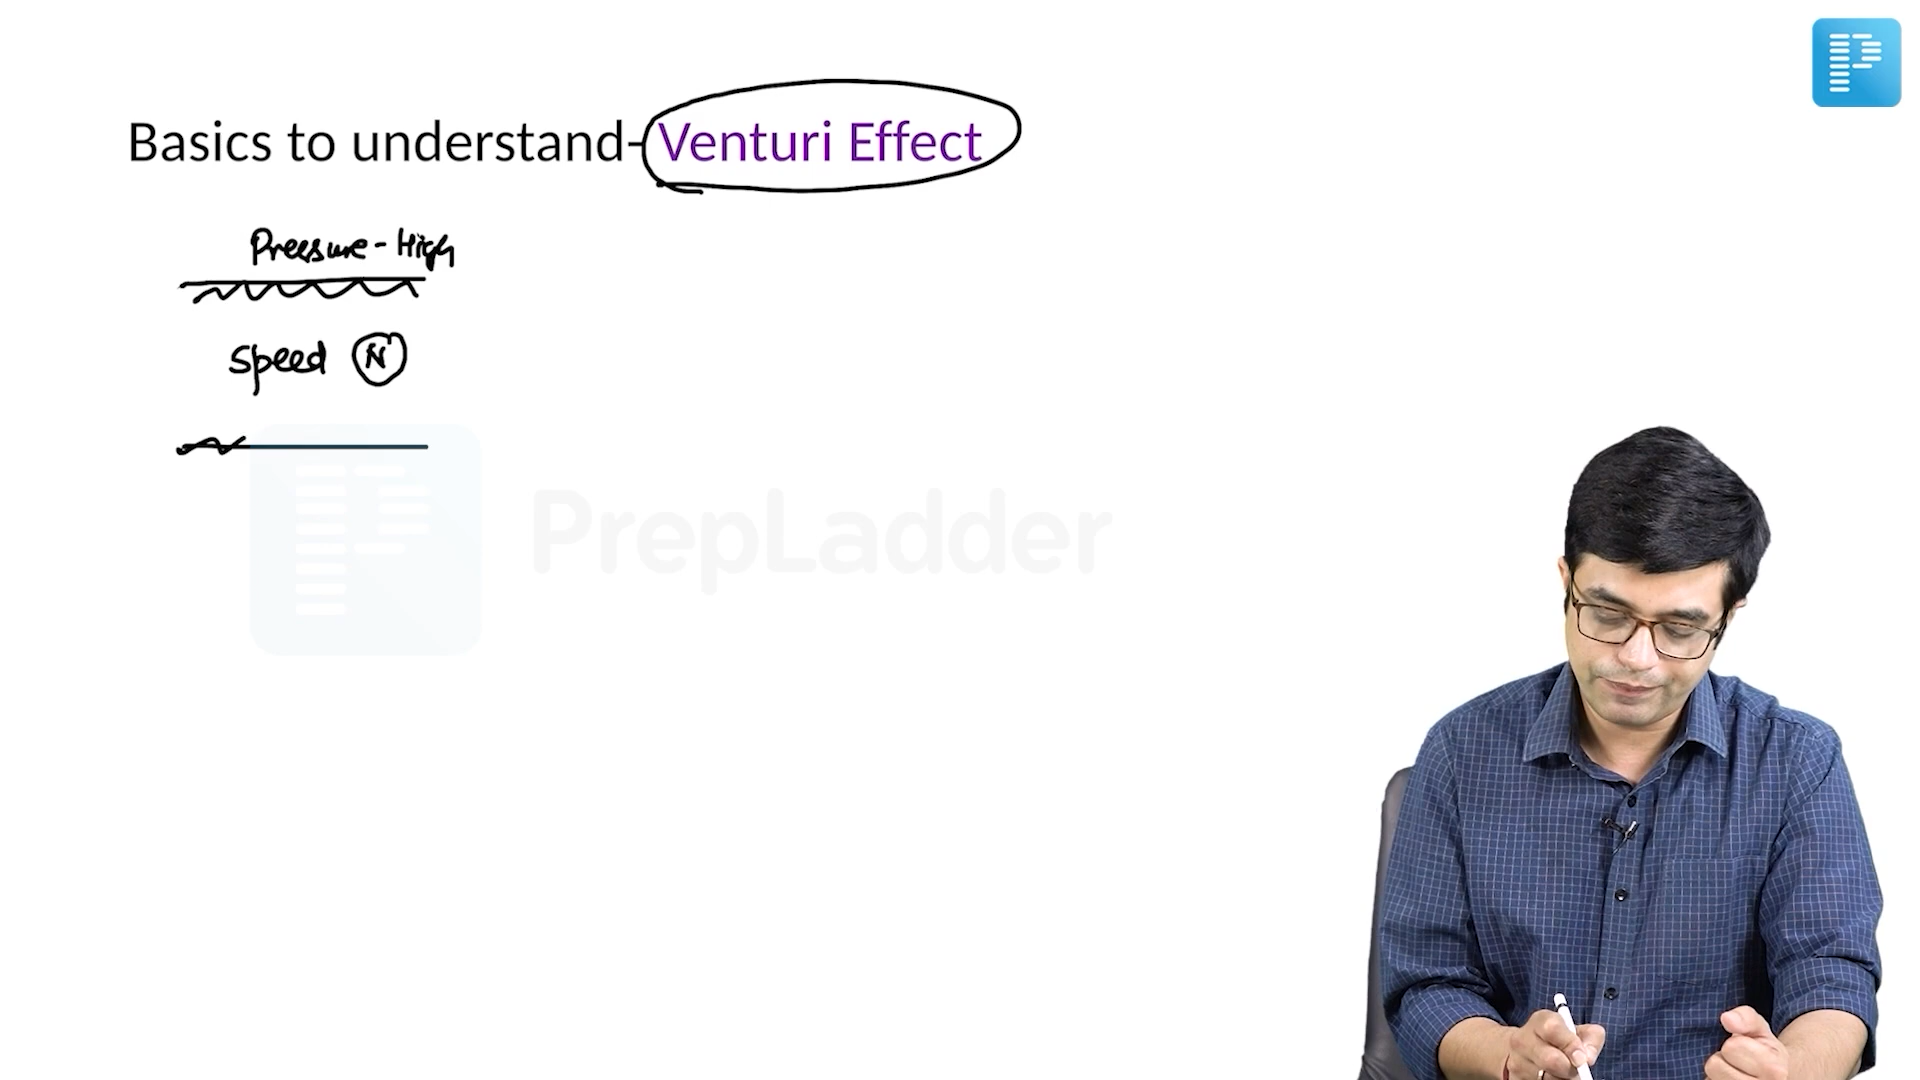 Basics to understand-Venturi Effect
Pressure-High
Speed N
PrepLadder